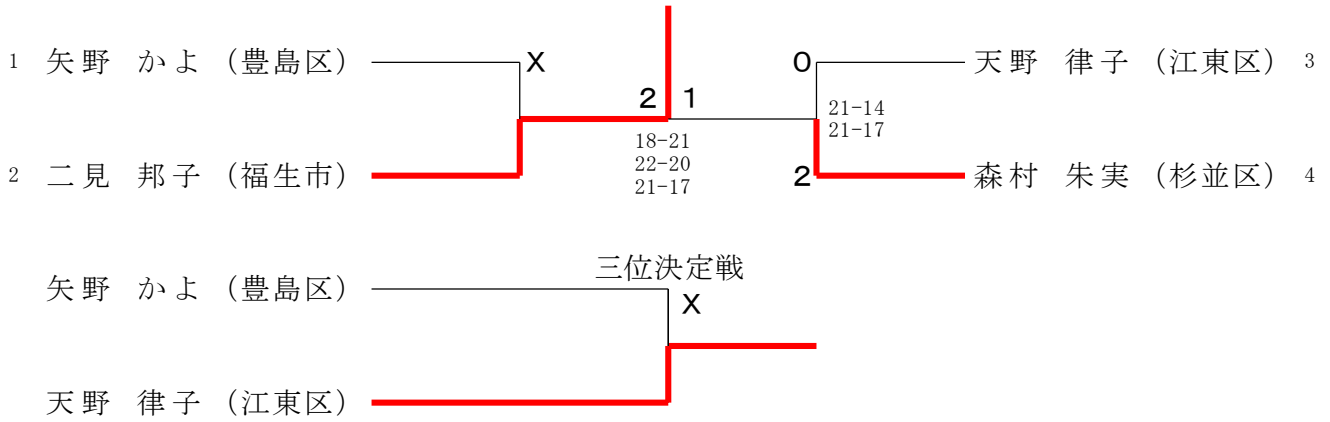 1 矢野 かよ (豊島区)
X
0
天野 律子 (江東区) 3
2 1
21-14
21-17
18-21
22-20
21-17
2 二見 邦子 (福生市)
2
森村 朱実 (杉並区) 4
三位決定戦
矢野 かよ (豊島区)
X
天野 律子 (江東区)